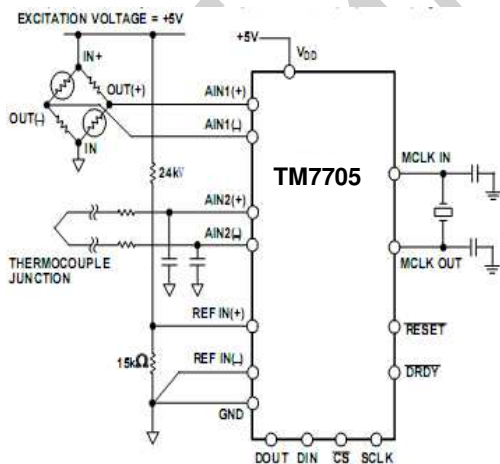 EXCITATION VOLTAGE = +5V
+5V
VDD
IN+
OUT(+)
AIN1(+)
OUT(-)
AIN1(-)
IN
24k
TM7705
MCLK IN
AIN2(+)
AIN2(-)
THERMOCOUPLE
JUNCTION
MCLK OUT
REF IN(+)
RESET
15kΩ
REF IN(-)
DRDY
GND
DOUT DIN CS SCLK